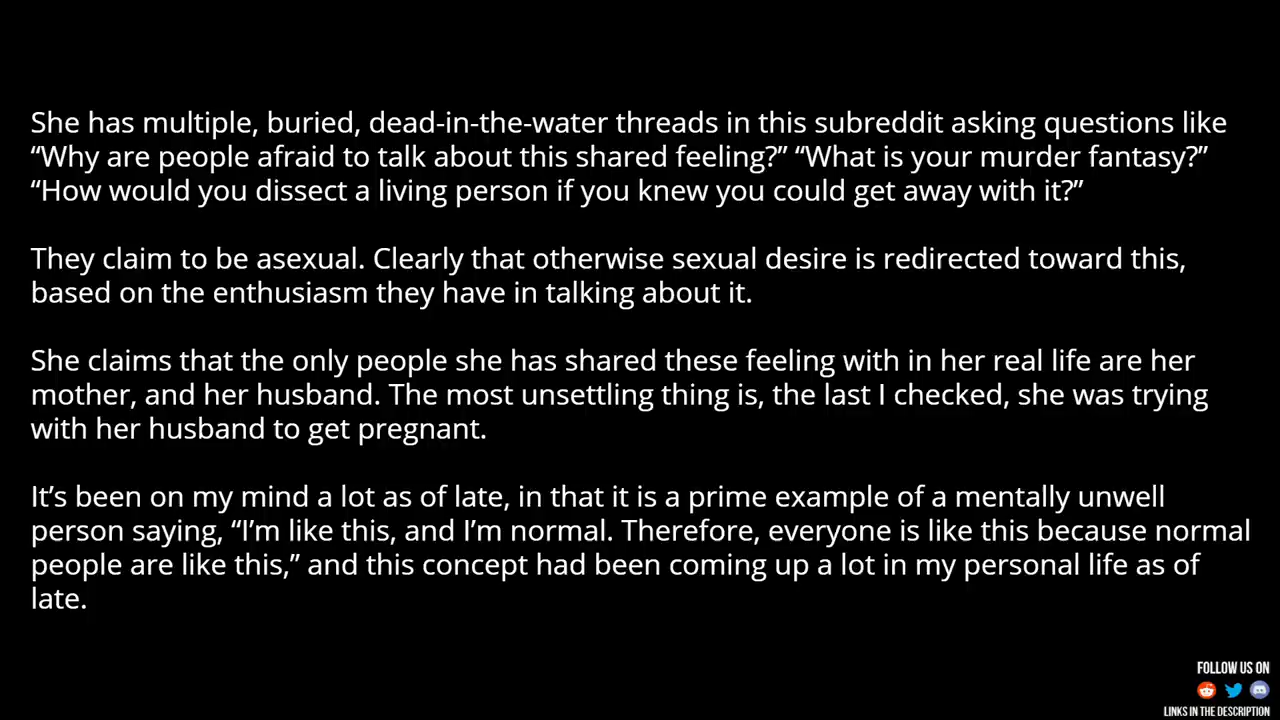 She has multiple, buried, dead-in-the-water threads in this subreddit asking questions like
“Why are people afraid to talk about this shared feeling?” “What is your murder fantasy?”
“How would you dissect a living person if you knew you could get away with it?”
They claim to be asexual. Clearly that otherwise sexual desire is redirected toward this,
based on the enthusiasm they have in talking about it.
She claims that the only people she has shared these feeling with in her real life are her
mother, and her husband. The most unsettling thing is, the last I checked, she was trying
with her husband to get pregnant.
It’s been on my mind a lot as of late, in that it is a prime example of a mentally unwell
person saying, “I’m like this, and I’m normal. Therefore, everyone is like this because normal
people are like this,” and this concept had been coming up a lot in my personal life as of
late.
FOLLOW US ON
LINKS IN THE DESCRIPTION